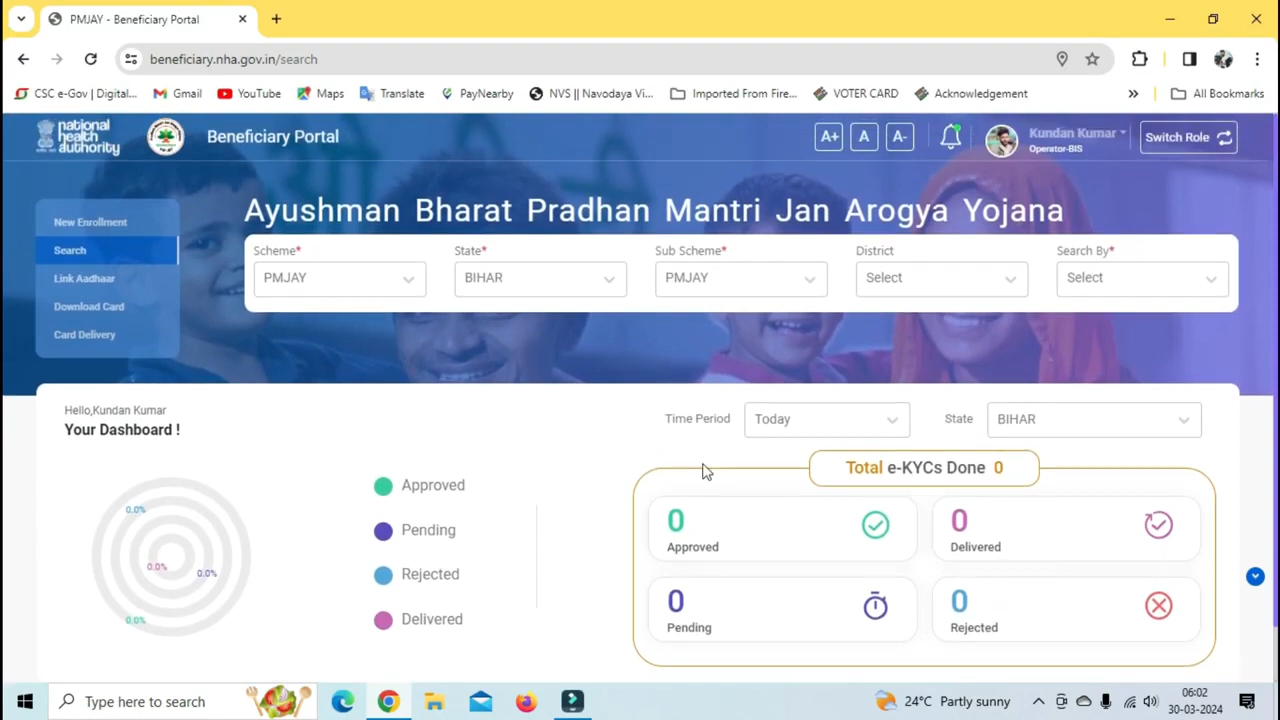 PMJAY - Beneficiary Portal
beneficiary.nha.gov.in/search
CSC e-Gov | Digital... Gmail YouTube Maps Translate PayNearby NVS || Navodaya Vi... Imported From Fire... VOTER CARD Acknowledgement » All Bookmarks
national
health
authority
Beneficiary Portal
A+ A A-
Kundan Kumar
Operator-BIS
Switch Role
New Enrollment
Search
Link Aadhaar
Download Card
Card Delivery
Ayushman Bharat Pradhan Mantri Jan Arogya Yojana
Scheme* State* Sub Scheme* District Search By*
PMJAY BIHAR PMJAY Select Select
Hello,Kundan Kumar
Your Dashboard !
Time Period Today State BIHAR
0.0%
0.0%
0.0%
0.0%
Approved
Pending
Rejected
Delivered
Total e-KYCs Done 0
0
Approved
0
Delivered
0
Pending
0
Rejected
Type here to search
24°C Partly sunny
06:02
30-03-2024